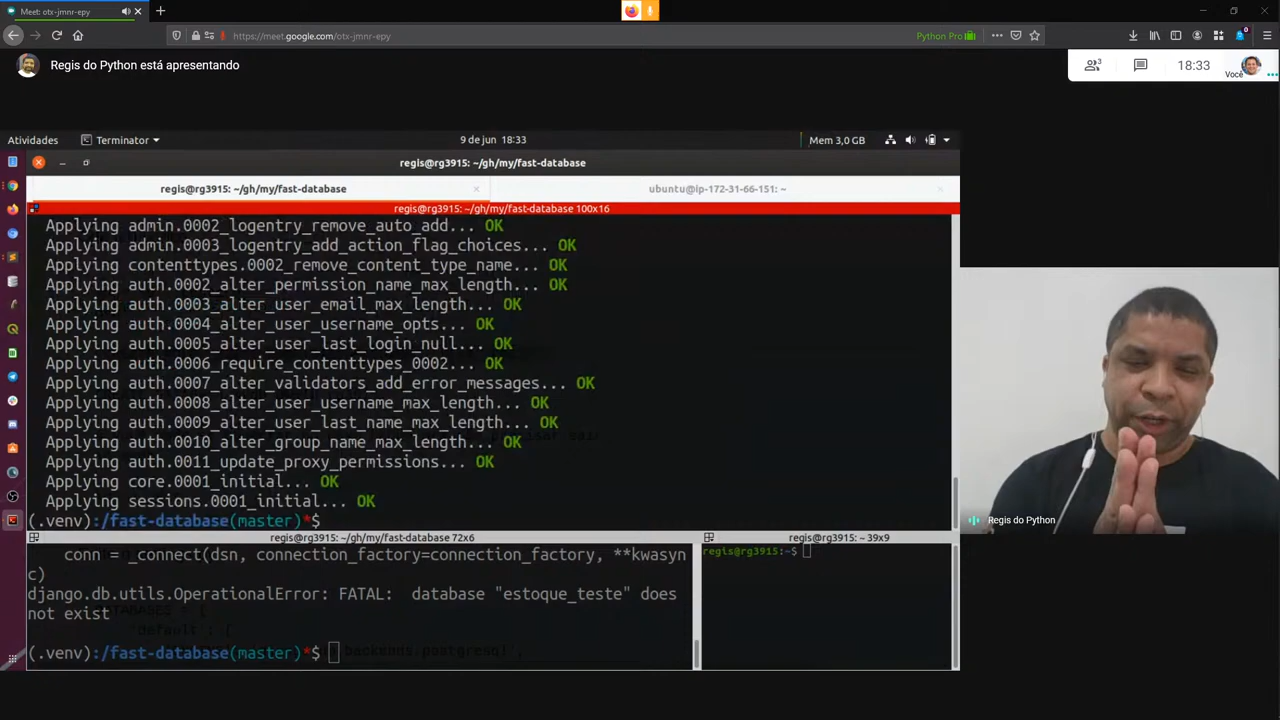 Meet: otx-jmnr-epy
https://meet.google.com/otx-jmnr-epy
Python Pro
Regis do Python está apresentando
3
18:33
Você
Atividades
Terminator
9 de jun 18:33
Mem 3,0 GB
regis@rg3915: ~/gh/my/fast-database
regis@rg3915: ~/gh/my/fast-database
ubuntu@ip-172-31-66-151: ~
regis@rg3915: ~/gh/my/fast-database 100x16
Applying admin.0002_logentry_remove_auto_add... OK
Applying admin.0003_logentry_add_action_flag_choices... OK
Applying contenttypes.0002_remove_content_type_name... OK
Applying auth.0002_alter_permission_name_max_length... OK
Applying auth.0003_alter_user_email_max_length... OK
Applying auth.0004_alter_user_username_opts... OK
Applying auth.0005_alter_user_last_login_null... OK
Applying auth.0006_require_contenttypes_0002... OK
Applying auth.0007_alter_validators_add_error_messages... OK
Applying auth.0008_alter_user_username_max_length... OK
Applying auth.0009_alter_user_last_name_max_length... OK
Applying auth.0010_alter_group_name_max_length... OK
Applying auth.0011_update_proxy_permissions... OK
Applying core.0001_initial... OK
Applying sessions.0001_initial... OK
(.venv):/fast-database(master)*$
Regis do Python
regis@rg3915: ~/gh/my/fast-database 72x6
conn = _connect(dsn, connection_factory=connection_factory, **kwasyn
c)
django.db.utils.OperationalError: FATAL:  database "estoque_teste" does
not exist
DATABASES = {
'default': {
(.venv):/fast-database(master)*$
regis@rg3915: ~ 39x9
regis@rg3915:~$